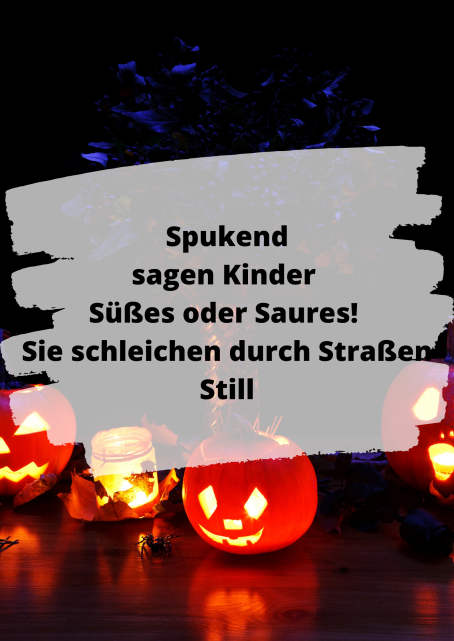 Spukend
sagen Kinder
Süßes oder Saures!
Sie schleichen durch Straßen
Still